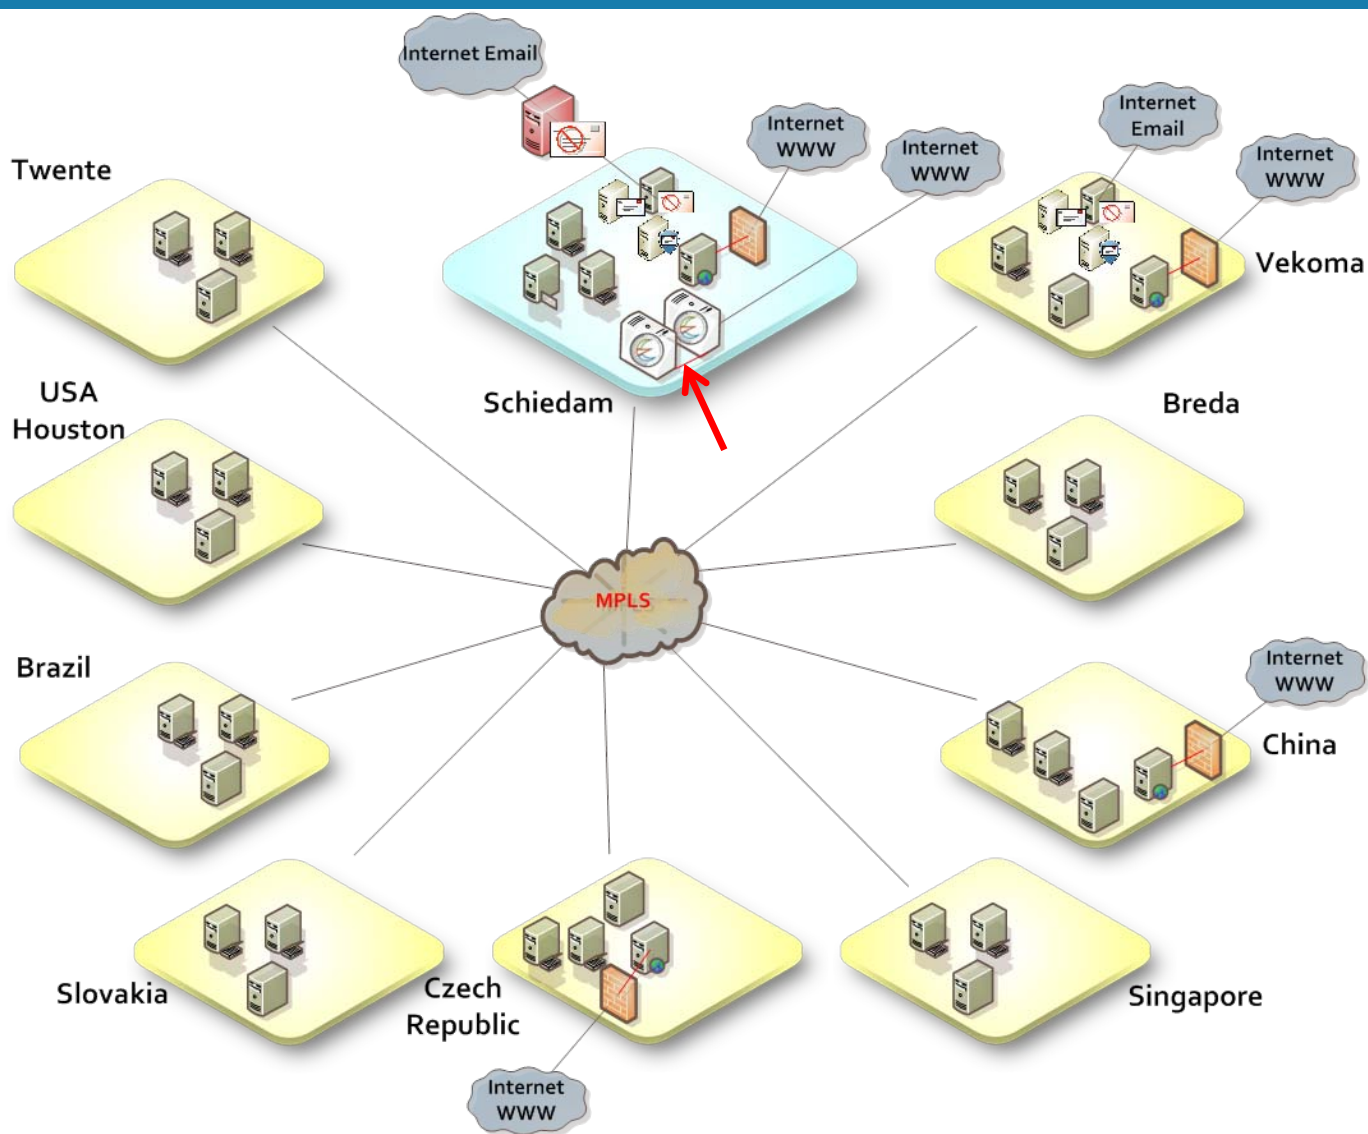 Internet Email
Internet
WWW
Internet
WWW
Internet
Email
Internet
WWW
Twente
Vekoma
USA
Houston
Schiedam
Breda
MPLS
Brazil
Internet
WWW
China
Slovakia
Czech
Republic
Singapore
Internet
WWW